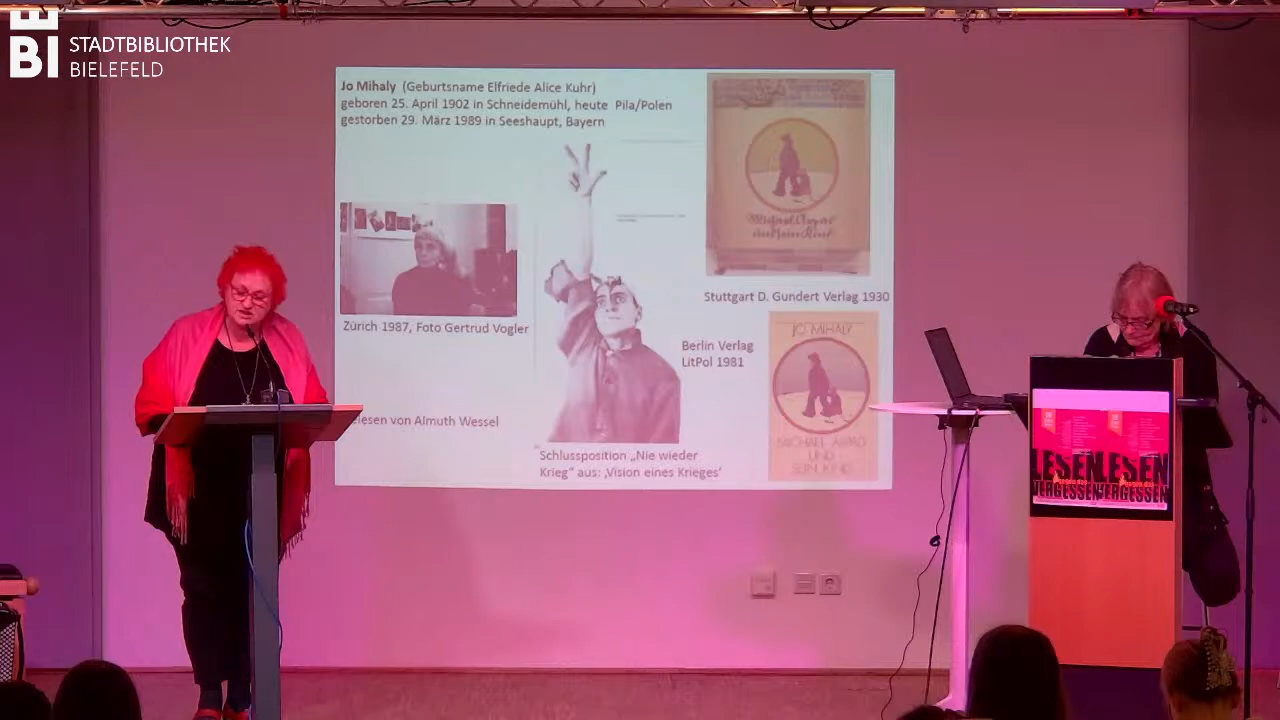 BI STADTBIBLIOTHEK
BIELEFELD
Jo Mihaly (Geburtsname Elfriede Alice Kuhr)
geboren 25. April 1902 in Schneidemühl, heute Pila/Polen
gestorben 29. März 1989 in Seeshaupt, Bayern
Stuttgart D. Gundert Verlag 1930
Zürich 1987, Foto Gertrud Vogler
JO MIHALY
Berlin Verlag
LitPol 1981
elesen von Almuth Wessel
MICHAEL ARPAD
UND
SEIN KIND
Schlussposition „Nie wieder
Krieg“ aus: ‚Vision eines Krieges‘
LESEN LESEN
VERGESSEN VERGESSEN